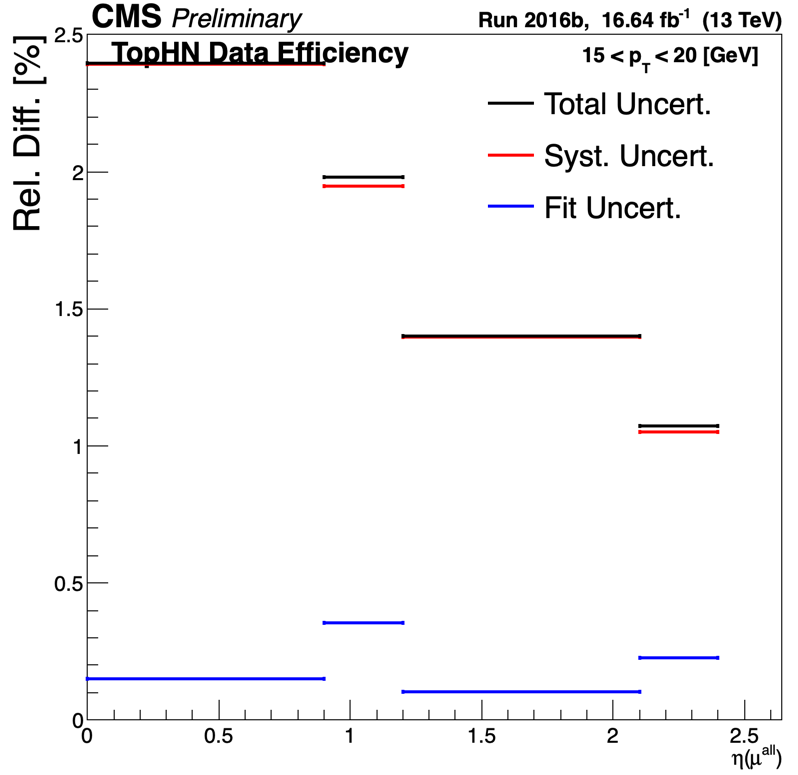 CMS Preliminary
Run 2016b, 16.64 fb⁻¹ (13 TeV)
TopHN Data Efficiency
15 < p_T < 20 [GeV]
Rel. Diff. [%]
Total Uncert.
Syst. Uncert.
Fit Uncert.
2.5
2
1.5
1
0.5
0
0 0.5 1 1.5 2 2.5
η(μ^all)